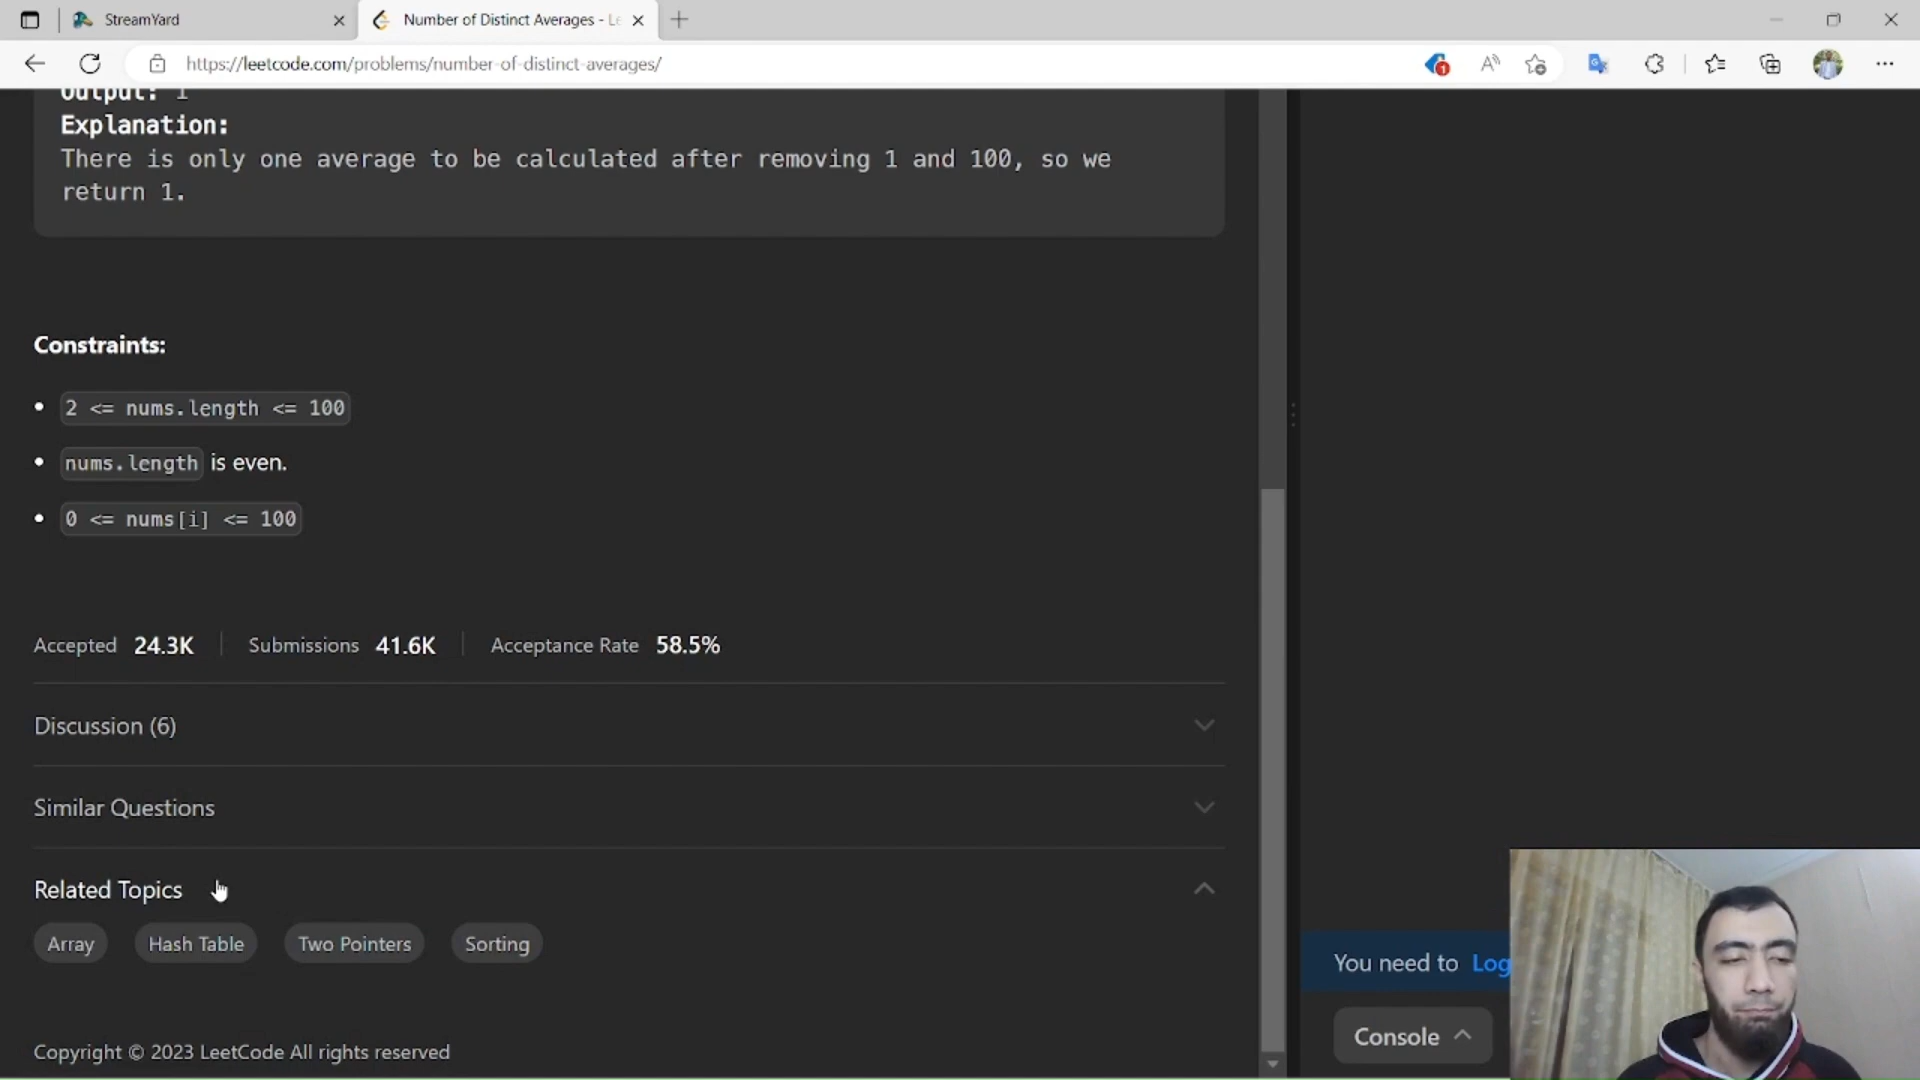 StreamYard
Number of Distinct Averages - Le
https://leetcode.com/problems/number-of-distinct-averages/
1
Output: 1
Explanation:
There is only one average to be calculated after removing 1 and 100, so we
return 1.
Constraints:
2 <= nums.length <= 100
nums.length is even.
0 <= nums[i] <= 100
Accepted 24.3K Submissions 41.6K Acceptance Rate 58.5%
Discussion (6)
Similar Questions
Related Topics
Array Hash Table Two Pointers Sorting
You need to Log
Console
Copyright © 2023 LeetCode All rights reserved